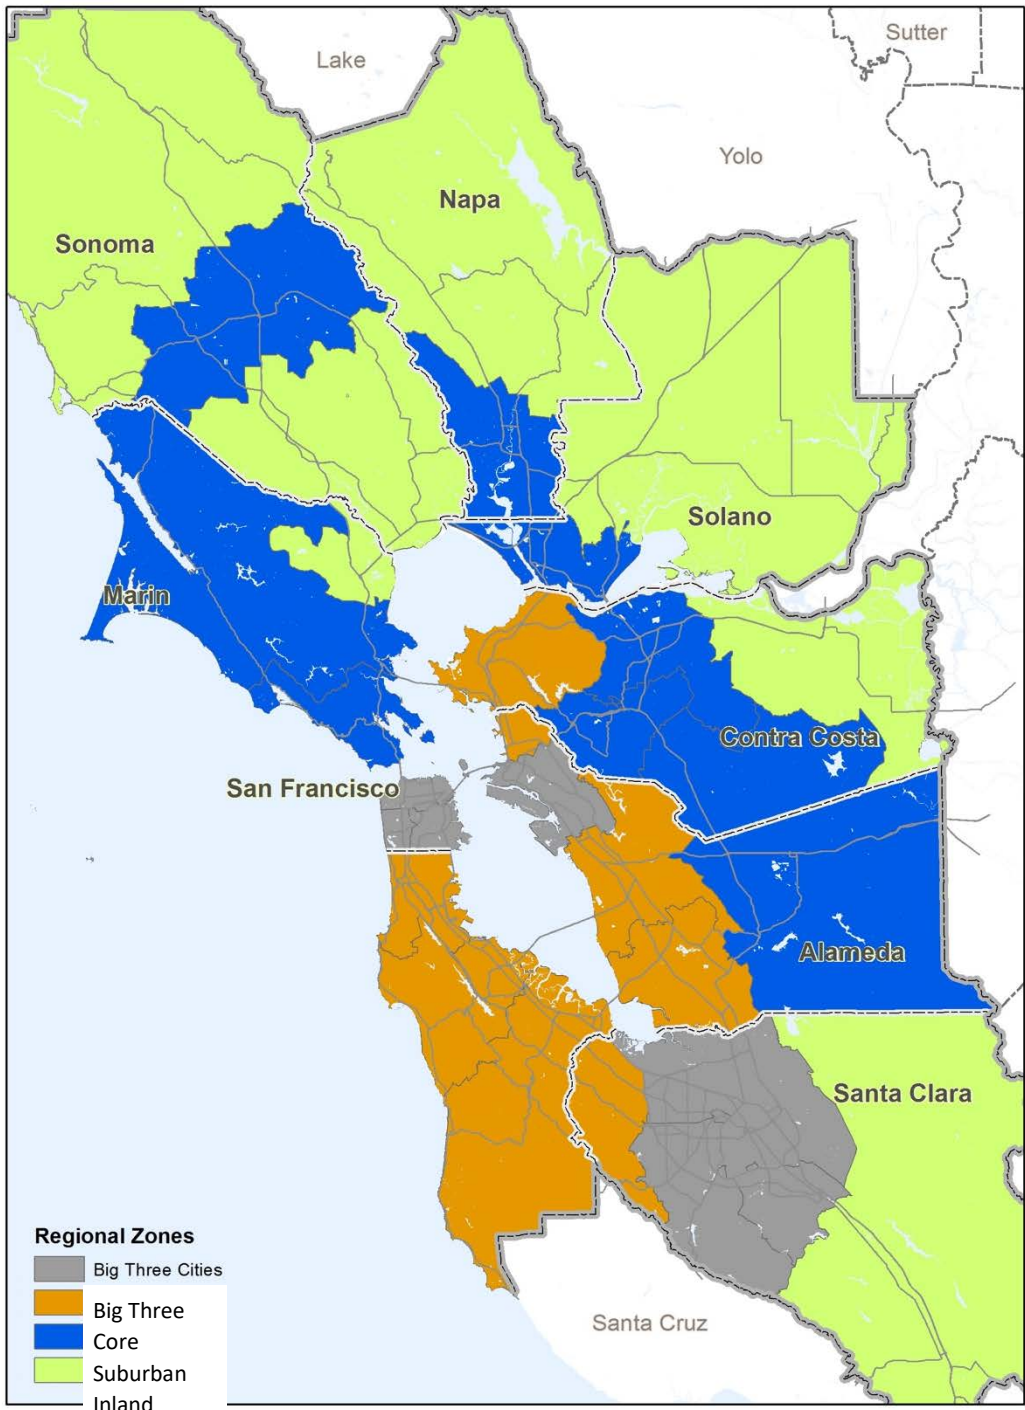 Sutter
Lake
Yolo
Napa
Sonoma
Solano
Marin
Contra Costa
San Francisco
Alameda
Santa Clara
Regional Zones
Big Three Cities
Big Three
Core
Suburban
Inland
Santa Cruz